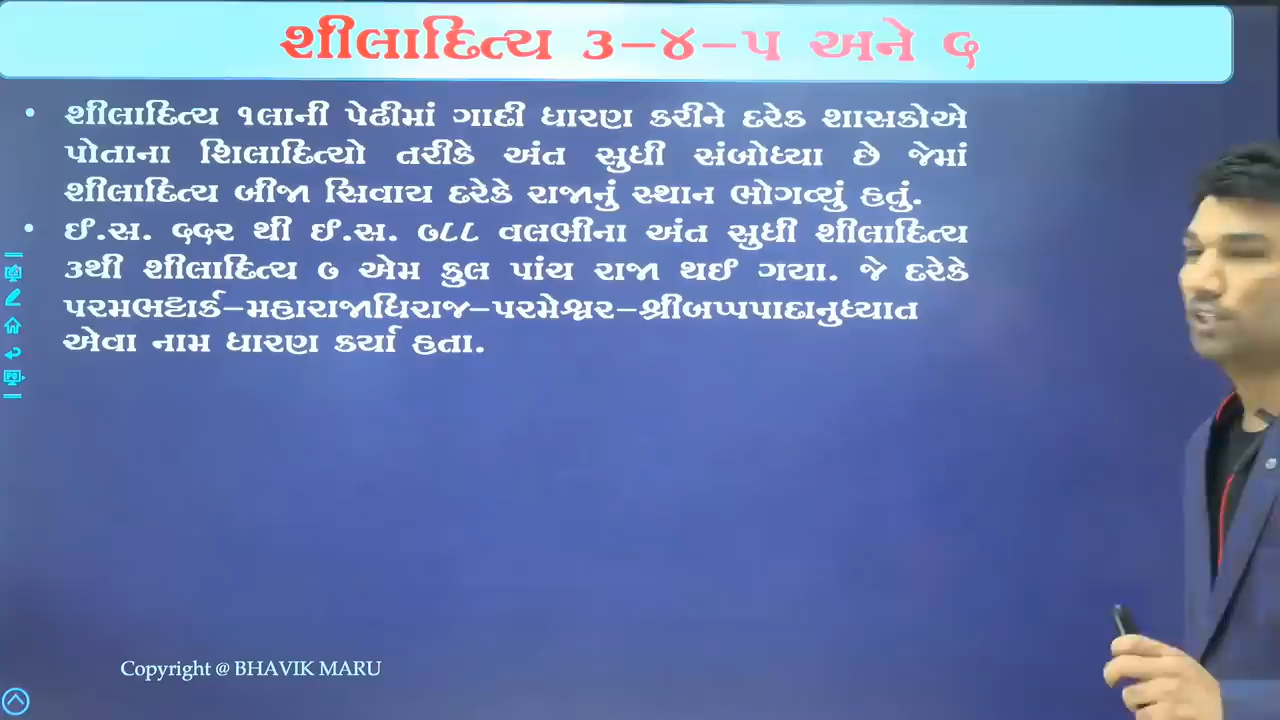 શીલાદિત્ય ૩–૪–૫ અને ૬
• શીલાદિત્ય ૧લાની પેઢીમાં ગાદી ધારણ કરીને દરેક શાસકોએ
પોતાના શિલાદિત્યો તરીકે અંત સુધી સંબોધ્યા છે જેમાં
શીલાદિત્ય બીજા સિવાય દરેકે રાજાનું સ્થાન ભોગવ્યું હતું.
• ઈ.સ. ૬૬૨ થી ઈ.સ. ૭૮૮ વલભીના અંત સુધી શીલાદિત્ય
૩થી શીલાદિત્ય ૭ એમ કુલ પાંચ રાજા થઈ ગયા. જે દરેકે
પરમભટ્ટાર્ક–મહારાજાધિરાજ–પરમેશ્વર–શ્રીબપ્પપાદાનુધ્યાત
એવા નામ ધારણ કર્યા હતા.
Copyright @ BHAVIK MARU